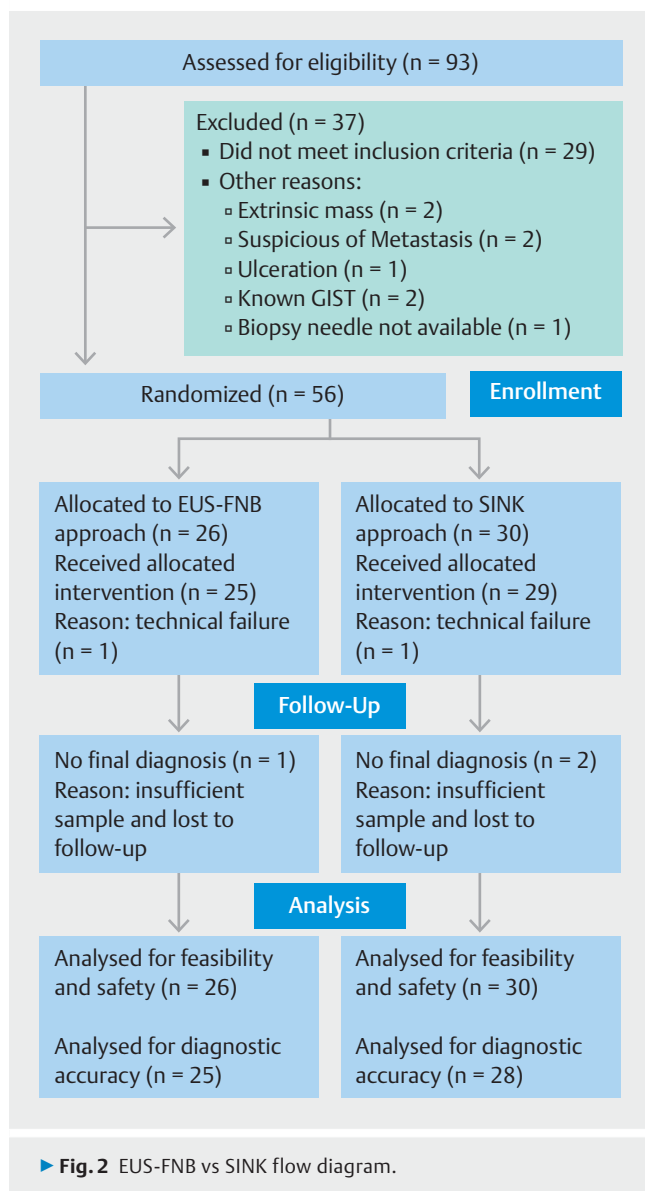 Assessed for eligibility (n = 93)
Excluded (n = 37)
▪ Did not meet inclusion criteria (n = 29)
▪ Other reasons:
▫ Extrinsic mass (n = 2)
▫ Suspicious of Metastasis (n = 2)
▫ Ulceration (n = 1)
▫ Known GIST (n = 2)
▫ Biopsy needle not available (n = 1)
Randomized (n = 56)
Enrollment
Allocated to EUS-FNB
approach (n = 26)
Received allocated
intervention (n = 25)
Reason: technical failure
(n = 1)
Allocated to SINK
approach (n = 30)
Received allocated
intervention (n = 29)
Reason: technical failure
(n = 1)
Follow-Up
No final diagnosis (n = 1)
Reason: insufficient
sample and lost to
follow-up
No final diagnosis (n = 2)
Reason: insufficient
sample and lost to
follow-up
Analysis
Analysed for feasibility
and safety (n = 26)
Analysed for diagnostic
accuracy (n = 25)
Analysed for feasibility
and safety (n = 30)
Analysed for diagnostic
accuracy (n = 28)
▶ Fig. 2 EUS-FNB vs SINK flow diagram.